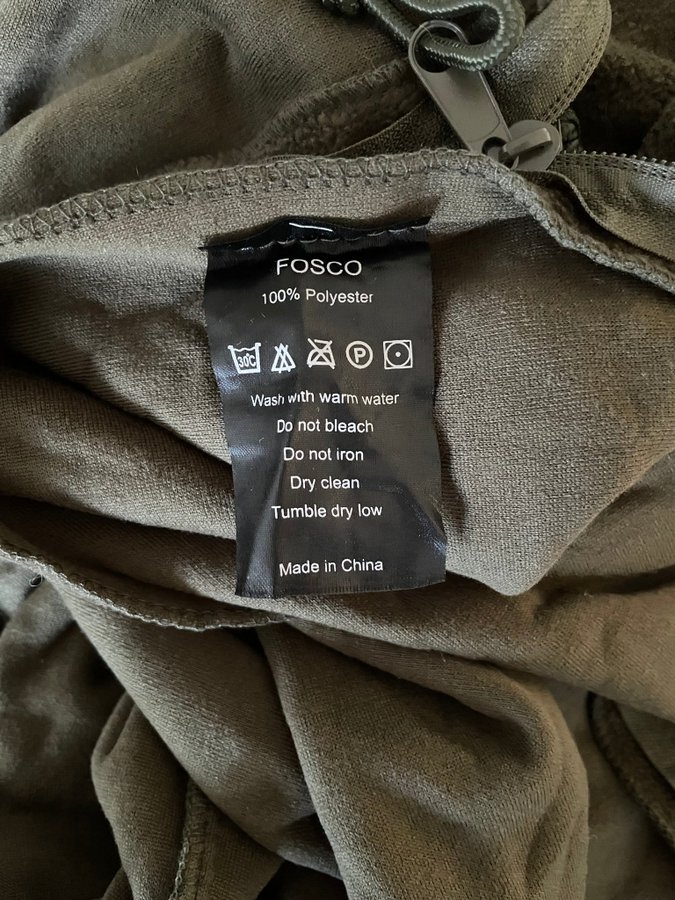 FOSCO
100% Polyester
30°C P
Wash with warm water
Do not bleach
Do not iron
Dry clean
Tumble dry low
Made in China